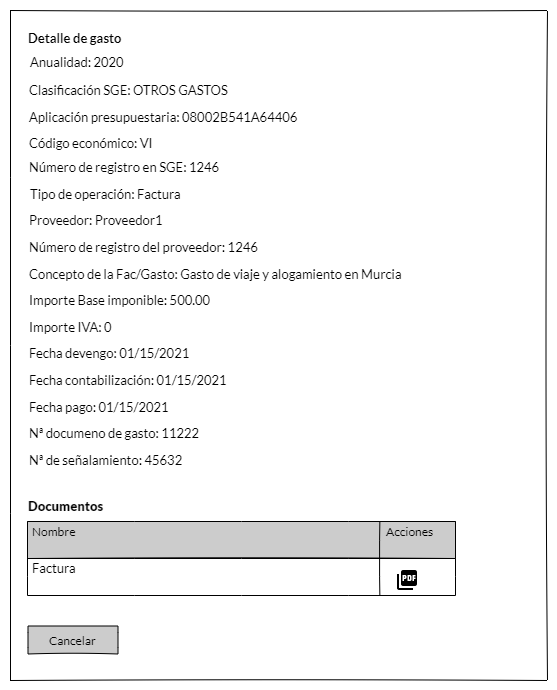 Detalle de gasto
Anualidad: 2020
Clasificación SGE: OTROS GASTOS
Aplicación presupuestaria: 08002B541A64406
Código económico: VI
Número de registro en SGE: 1246
Tipo de operación: Factura
Proveedor: Proveedor1
Número de registro del proveedor: 1246
Concepto de la Fac/Gasto: Gasto de viaje y alogamiento en Murcia
Importe Base imponible: 500.00
Importe IVA: 0
Fecha devengo: 01/15/2021
Fecha contabilización: 01/15/2021
Fecha pago: 01/15/2021
Nª documeno de gasto: 11222
Nª de señalamiento: 45632
Documentos
Nombre Acciones
Factura PDF
Cancelar